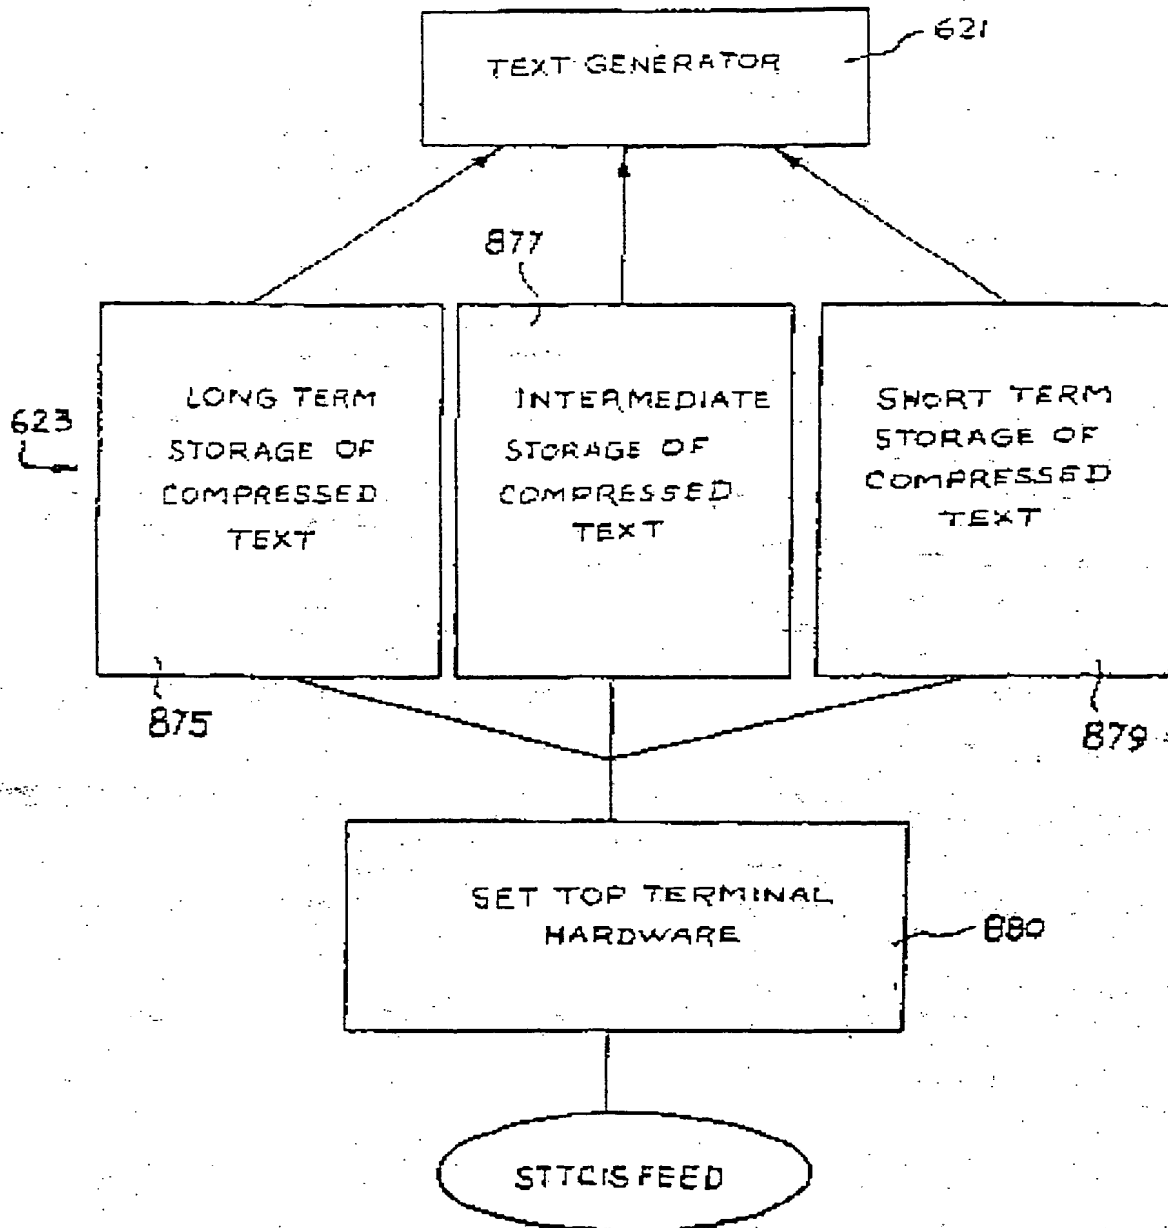 TEXT GENERATOR
621
877
623
LONG TERM
STORAGE OF
COMPRESSED
TEXT
INTERMEDIATE
STORAGE OF
COMPRESSED
TEXT
SHORT TERM
STORAGE OF
COMPRESSED
TEXT
875
879
SET TOP TERMINAL
HARDWARE
880
STTCIS FEED